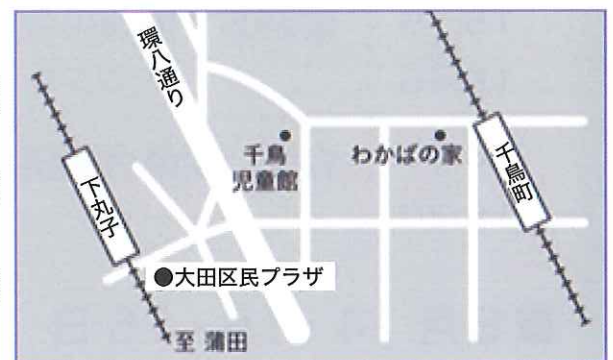 環八通り
千鳥
児童館
わかばの家
千鳥町
下丸子
●大田区民プラザ
至 蒲田